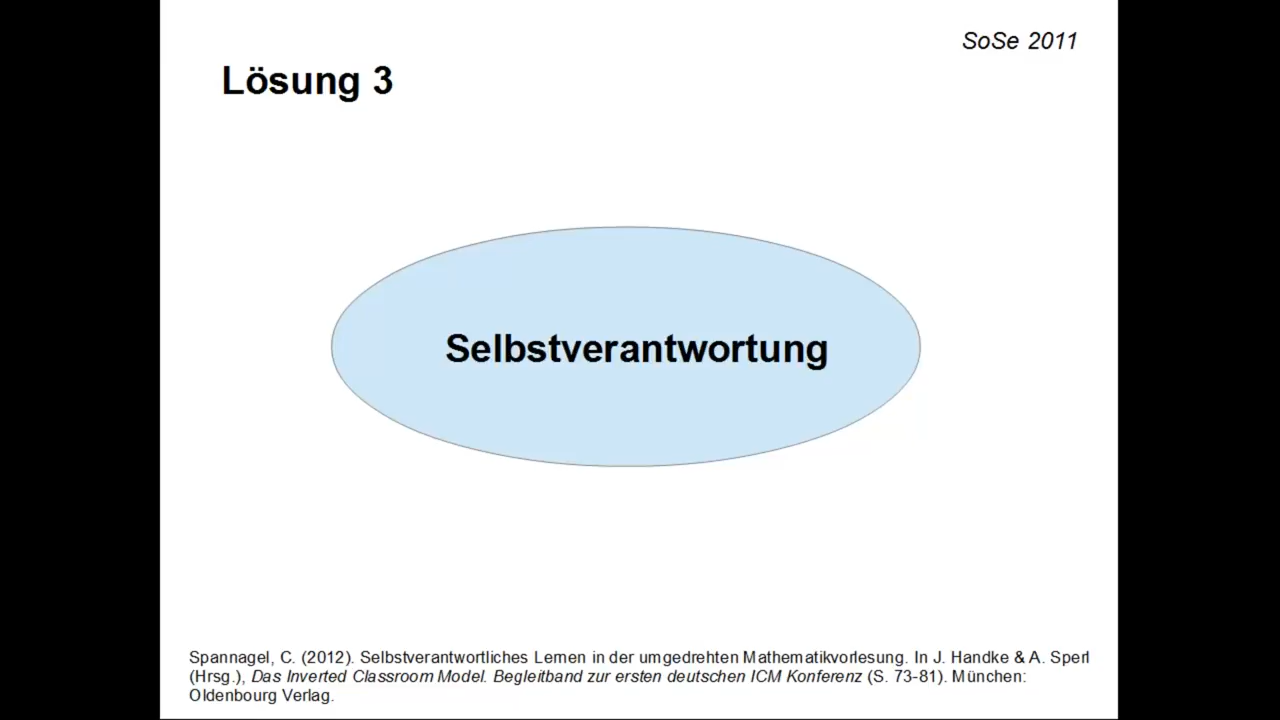 SoSe 2011
Lösung 3
Selbstverantwortung
Spannagel, C. (2012). Selbstverantwortliches Lernen in der umgedrehten Mathematikvorlesung. In J. Handke & A. Sperl
(Hrsg.), Das Inverted Classroom Model. Begleitband zur ersten deutschen ICM Konferenz (S. 73-81). München:
Oldenbourg Verlag.